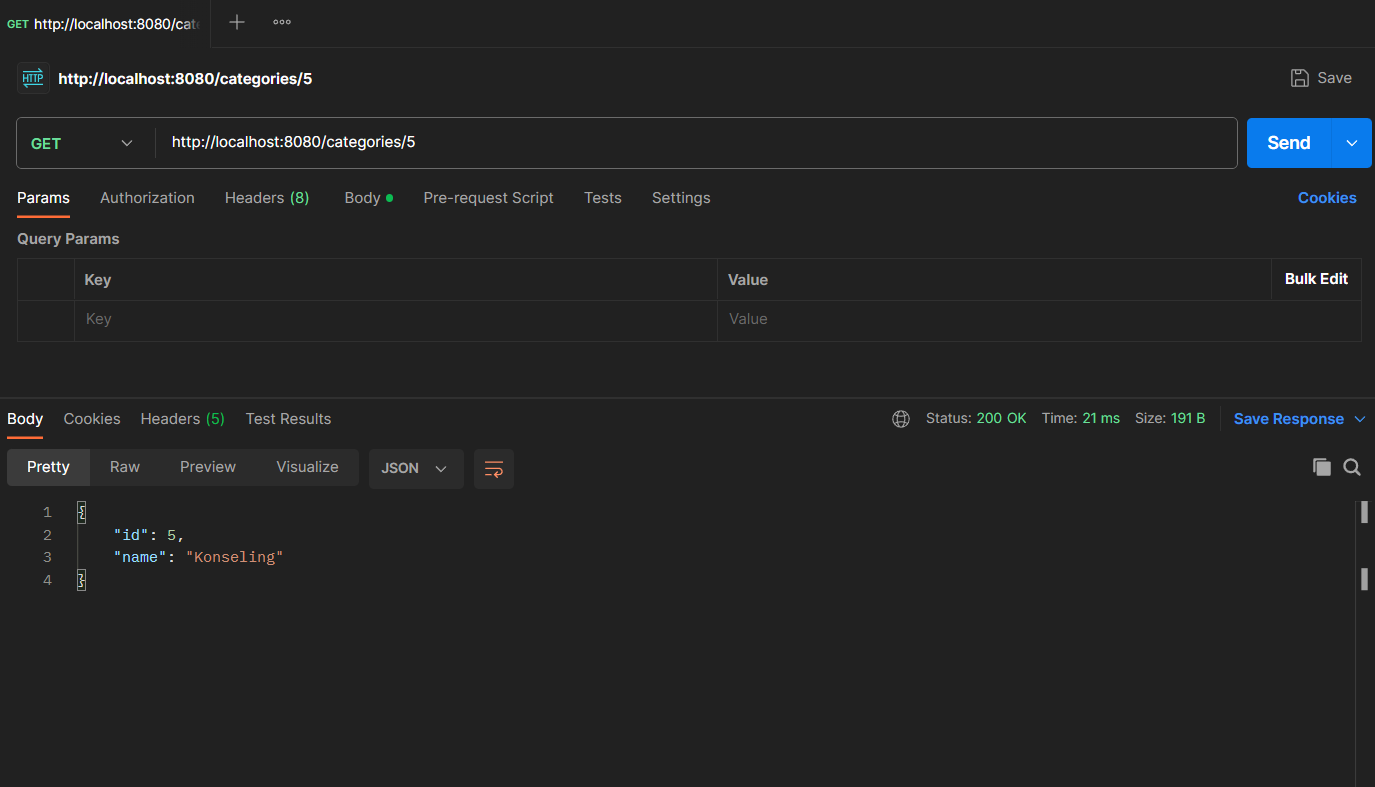 GET http://localhost:8080/cat
http://localhost:8080/categories/5
Save
GET http://localhost:8080/categories/5 Send
Params Authorization Headers (8) Body Pre-request Script Tests Settings Cookies
Query Params
Key Value Bulk Edit
Key Value
Body Cookies Headers (5) Test Results Status: 200 OK Time: 21 ms Size: 191 B Save Response
Pretty Raw Preview Visualize JSON
1 {
2 "id": 5,
3 "name": "Konseling"
4 }